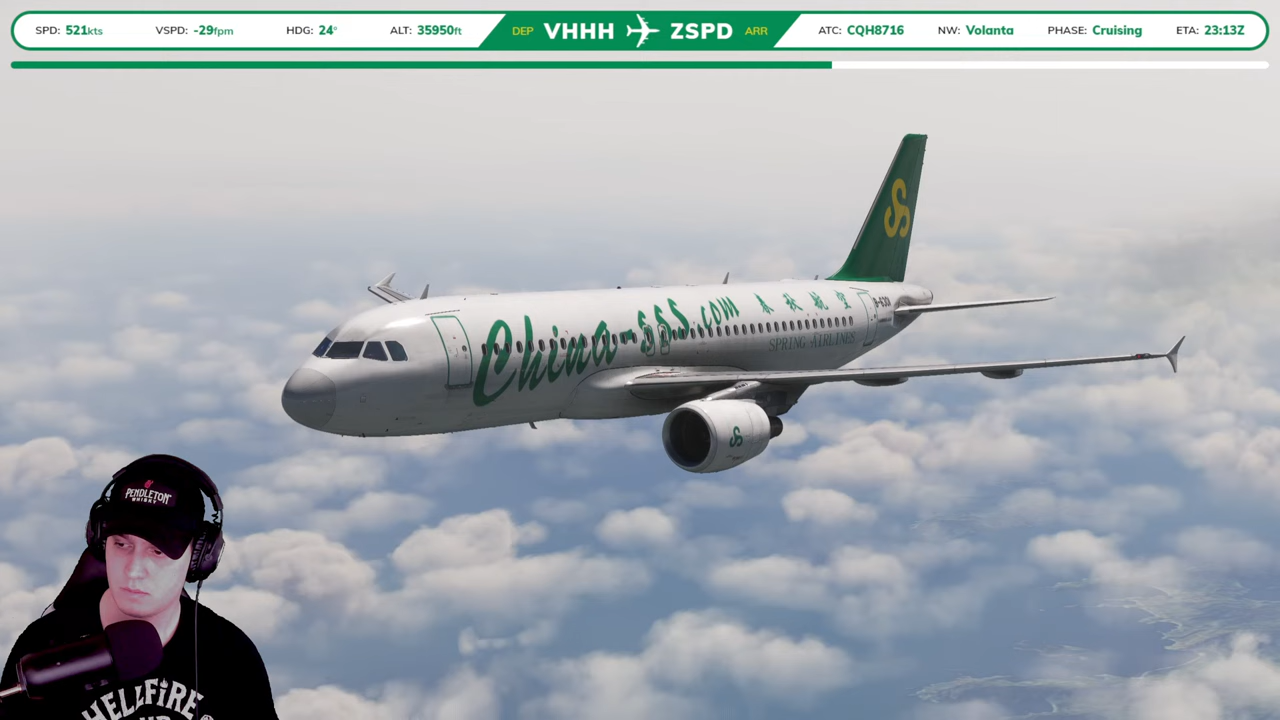 SPD: 521kts VSPD: -29fpm HDG: 24° ALT: 35950ft DEP VHHH ZSPD ARR ATC: CQH8716 NW: Volanta PHASE: Cruising ETA: 23:13Z
China-SSS.com 春秋航空
SPRING AIRLINES
PENDLETON
WHISKY
HELLFIRE